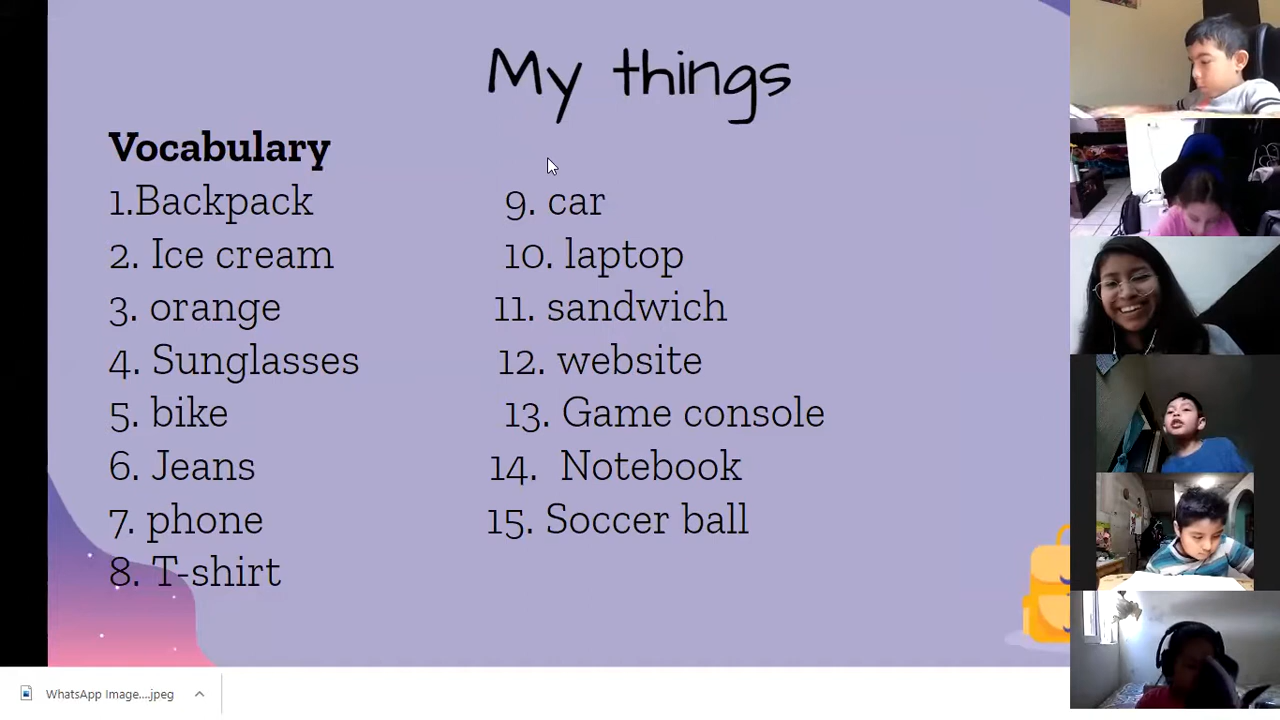 My things
Vocabulary
1.Backpack
2. Ice cream
3. orange
4. Sunglasses
5. bike
6. Jeans
7. phone
8. T-shirt
9. car
10. laptop
11. sandwich
12. website
13. Game console
14. Notebook
15. Soccer ball
WhatsApp Image....jpeg